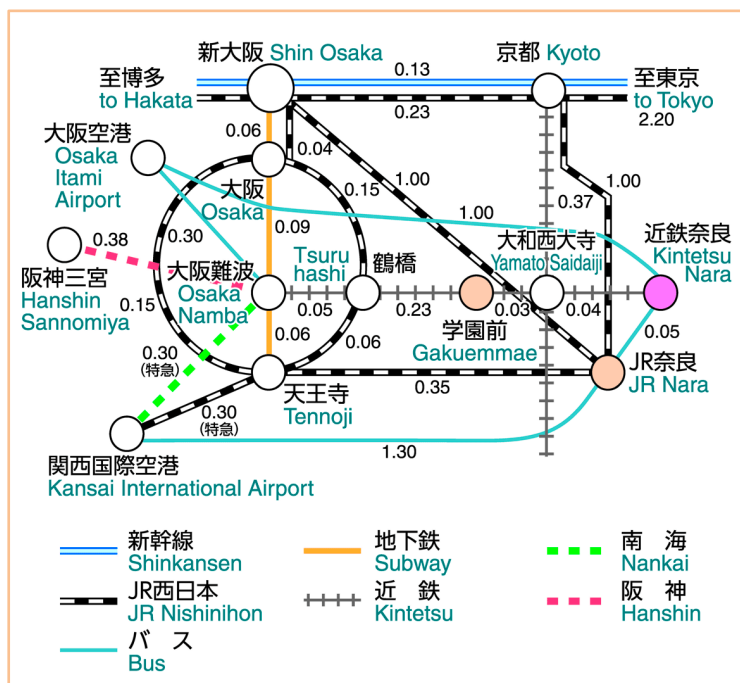 新大阪 Shin Osaka
京都 Kyoto
0.13
至博多
to Hakata
至東京
to Tokyo
0.23
2.20
大阪空港
Osaka
Itami
Airport
0.06
0.04
大阪
Osaka
0.15
1.00
0.37
1.00
0.38
0.30
0.09
1.00
大和西大寺
Yamato Saidaiji
近鉄奈良
Kintetsu
Nara
阪神三宮
Hanshin
Sannomiya
大阪難波
Osaka
Namba
Tsuru
hashi
鶴橋
0.15
0.05
0.23
0.03
0.04
学園前
Gakuemmae
0.05
0.06
0.06
0.30
(特急)
天王寺
Tennoji
0.35
JR奈良
JR Nara
0.30
(特急)
1.30
関西国際空港
Kansai International Airport
新幹線
Shinkansen
地下鉄
Subway
南 海
Nankai
JR西日本
JR Nishinihon
近 鉄
Kintetsu
阪 神
Hanshin
バ ス
Bus